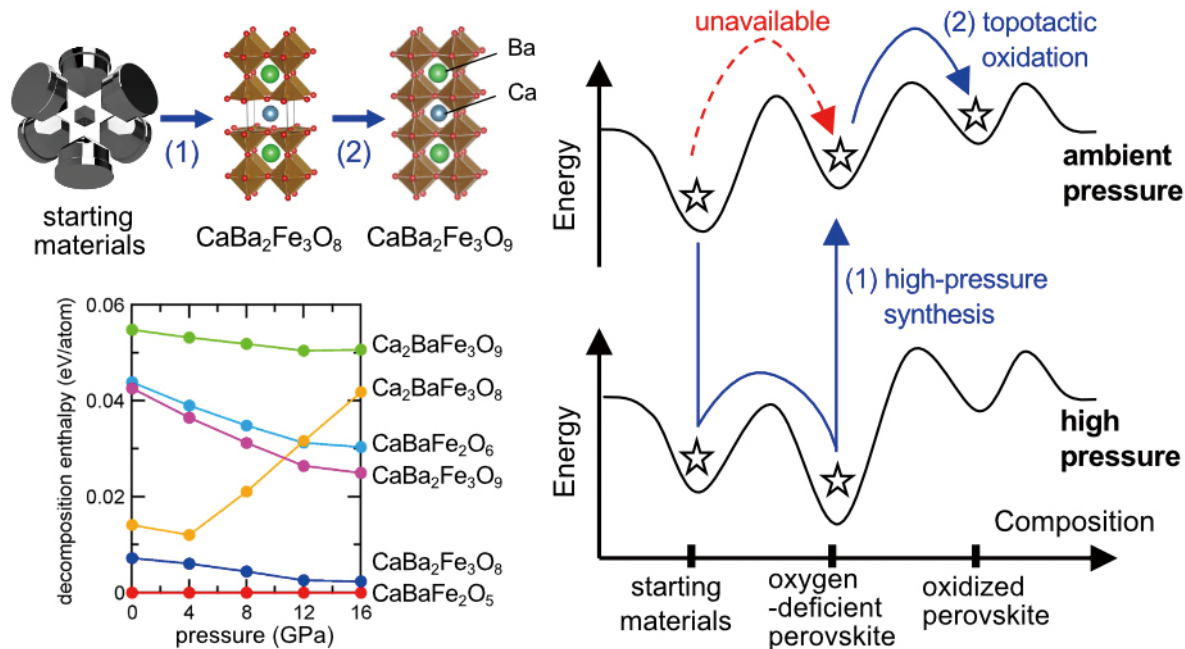 (1)
(2)
Ba
Ca
starting
materials
CaBa₂Fe₃O₈
CaBa₂Fe₃O₉
decomposition enthalpy (eV/atom)
0.06
0.04
0.02
0
0 4 8 12 16
pressure (GPa)
Ca₂BaFe₃O₉
Ca₂BaFe₃O₈
CaBaFe₂O₆
CaBa₂Fe₃O₉
CaBa₂Fe₃O₈
CaBaFe₂O₅
unavailable
(2) topotactic
oxidation
Energy
ambient
pressure
(1) high-pressure
synthesis
Energy
high
pressure
Composition
starting
materials
oxygen
-deficient
perovskite
oxidized
perovskite